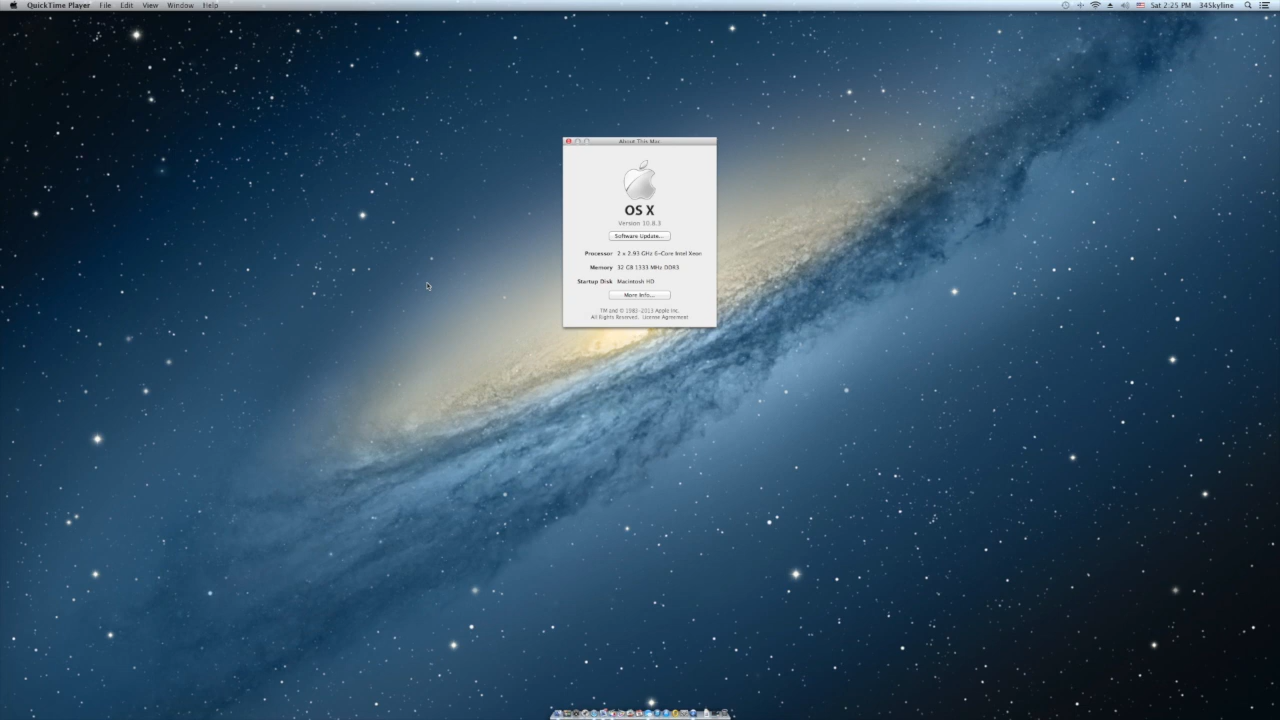 QuickTime Player File Edit View Window Help
Sat 2:25 PM 345kyline
About This Mac
OS X
Version 10.8.3
Software Update...
Processor 2 x 2.93 GHz 6-Core Intel Xeon
Memory 32 GB 1333 MHz DDR3
Startup Disk Macintosh HD
More Info...
TM and © 1983-2013 Apple Inc.
All Rights Reserved. License Agreement